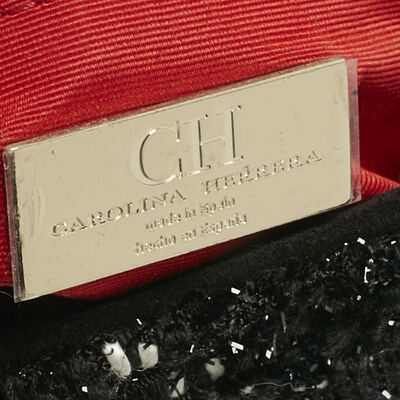 CH
CAROLINA HERRERA
made in Spain
hecho en España